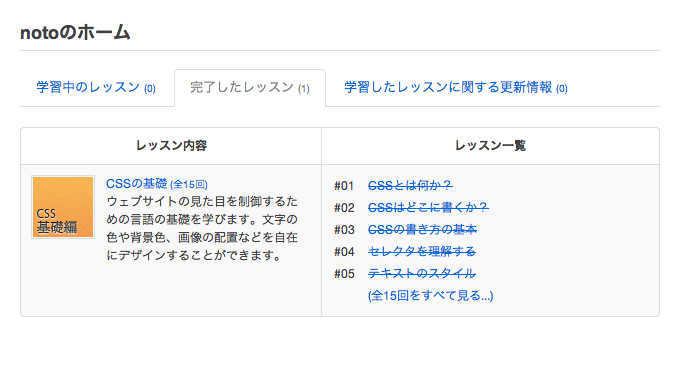 notoのホーム
学習中のレッスン (0)
完了したレッスン (1)
学習したレッスンに関する更新情報 (0)
レッスン内容
レッスン一覧
CSS
基礎編
CSSの基礎 (全15回)
ウェブサイトの見た目を制御するた
めの言語の基礎を学びます。文字の
色や背景色、画像の配置などを自在
にデザインすることができます。
#01 CSSとは何か？
#02 CSSはどこに書くか？
#03 CSSの書き方の基本
#04 セレクタを理解する
#05 テキストのスタイル
(全15回をすべて見る...)